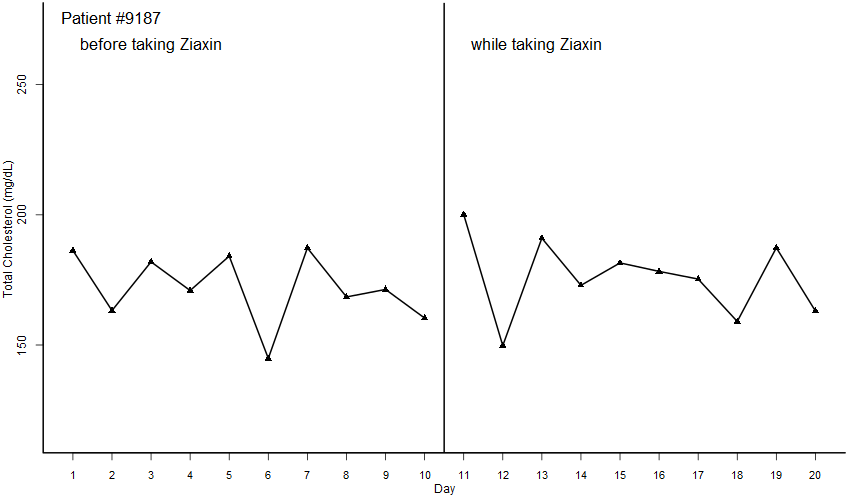 Patient #9187
before taking Ziaxin
while taking Ziaxin
Total Cholesterol (mg/dL)
250
200
150
1 2 3 4 5 6 7 8 9 10 11 12 13 14 15 16 17 18 19 20
Day